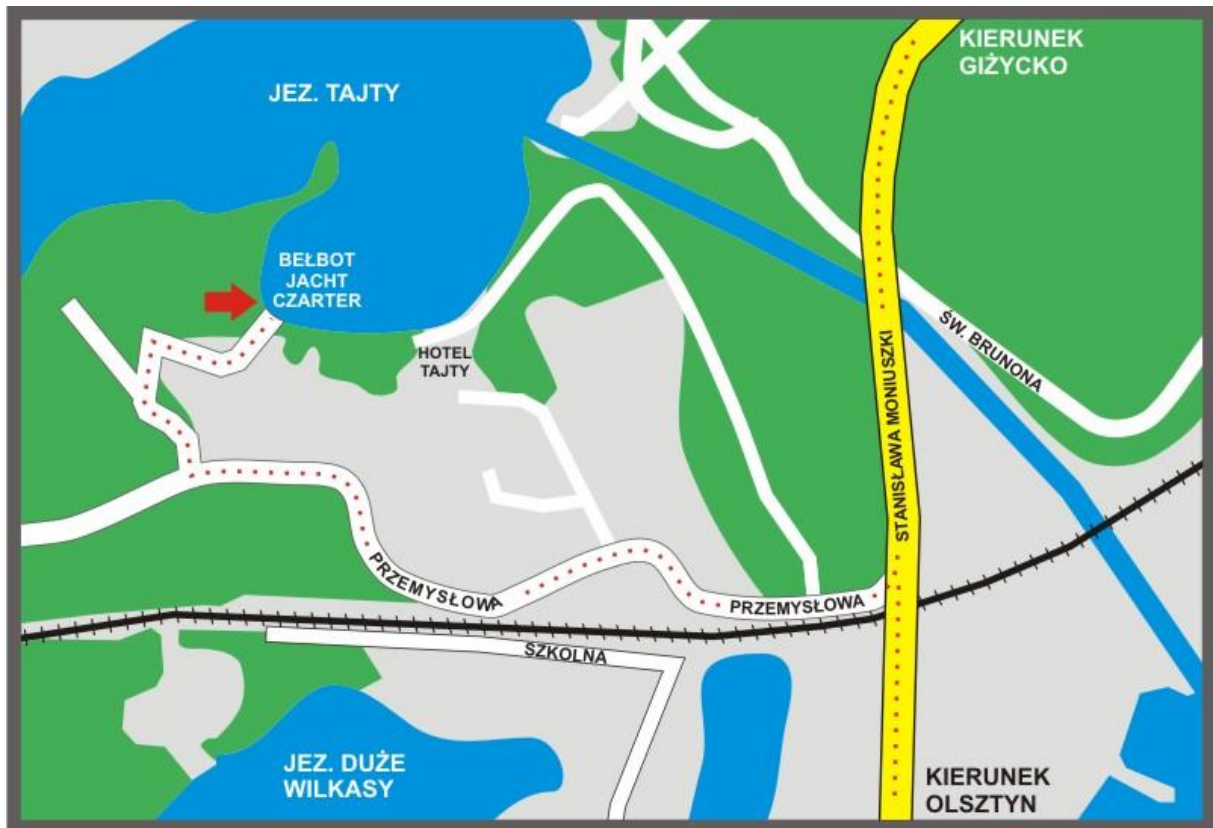 KIERUNEK
GIŻYCKO
JEZ. TAJTY
BEŁBOT
JACHT
CZARTER
HOTEL
TAJTY
ŚW. BRUNONA
STANISŁAWA MONIUSZKI
PRZEMYSŁOWA
PRZEMYSŁOWA
SZKOLNA
JEZ. DUŻE
WILKASY
KIERUNEK
OLSZTYN